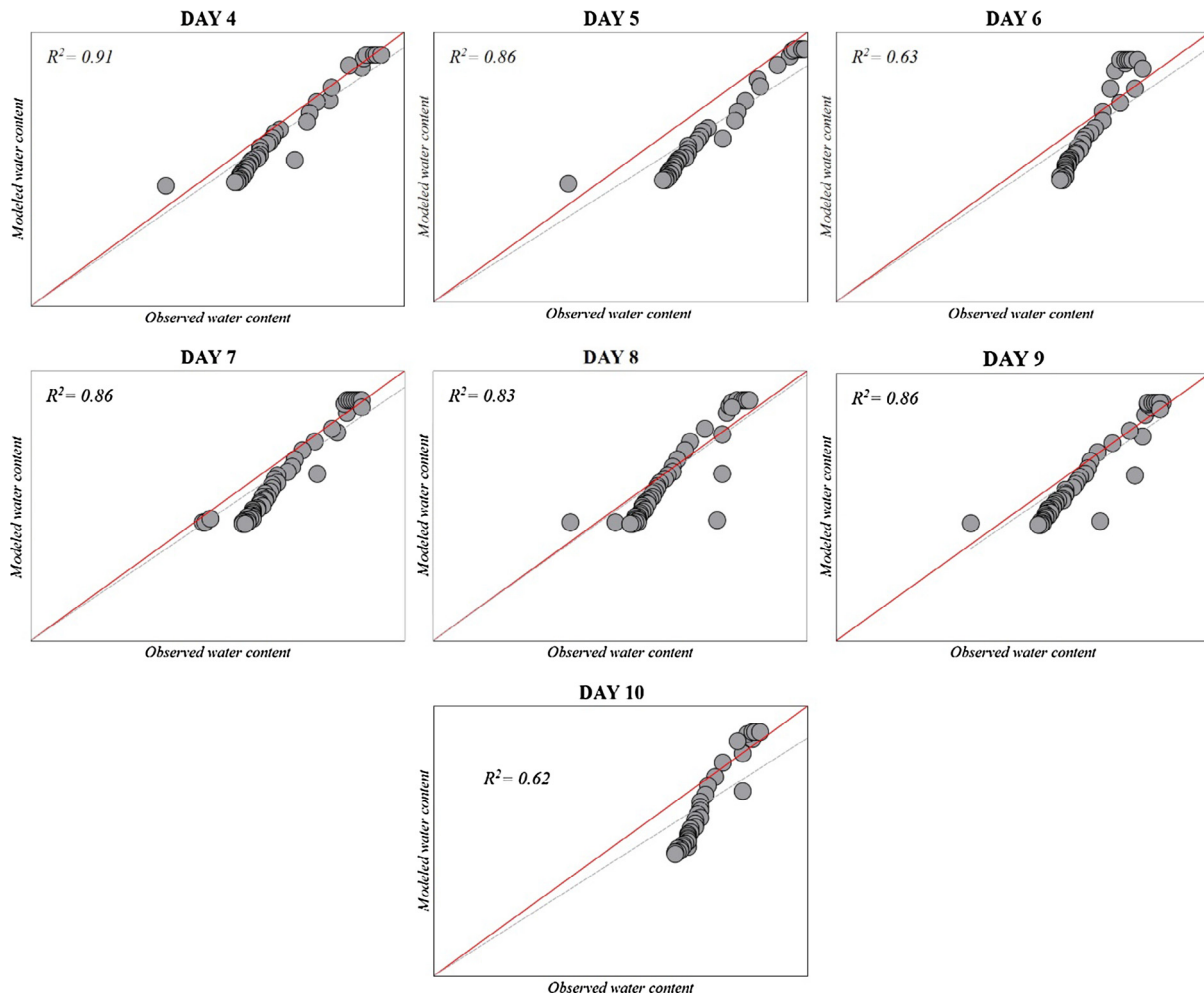 DAY 4
R² = 0.91
Modeled water content
Observed water content
DAY 5
R² = 0.86
Modeled water content
Observed water content
DAY 6
R² = 0.63
Modeled water content
Observed water content
DAY 7
R² = 0.86
Modeled water content
Observed water content
DAY 8
R² = 0.83
Modeled water content
Observed water content
DAY 9
R² = 0.86
Modeled water content
Observed water content
DAY 10
R² = 0.62
Modeled water content
Observed water content